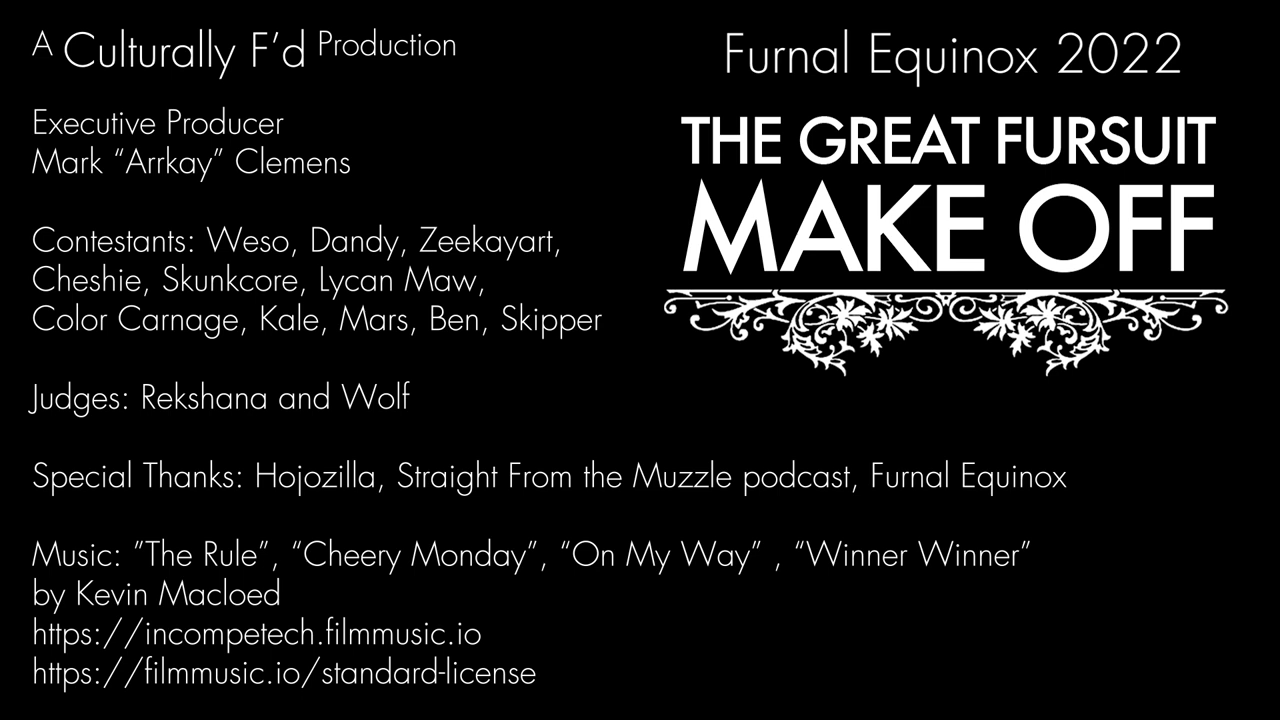 A Culturally F’d Production
Furnal Equinox 2022
THE GREAT FURSUIT
MAKE OFF
Executive Producer
Mark “Arrkay” Clemens
Contestants: Weso, Dandy, Zeekayart,
Cheshie, Skunkcore, Lycan Maw,
Color Carnage, Kale, Mars, Ben, Skipper
Judges: Rekshana and Wolf
Special Thanks: Hojozilla, Straight From the Muzzle podcast, Furnal Equinox
Music: ”The Rule”, “Cheery Monday”, “On My Way” , “Winner Winner”
by Kevin Macloed
https://incompetech.filmmusic.io
https://filmmusic.io/standard-license